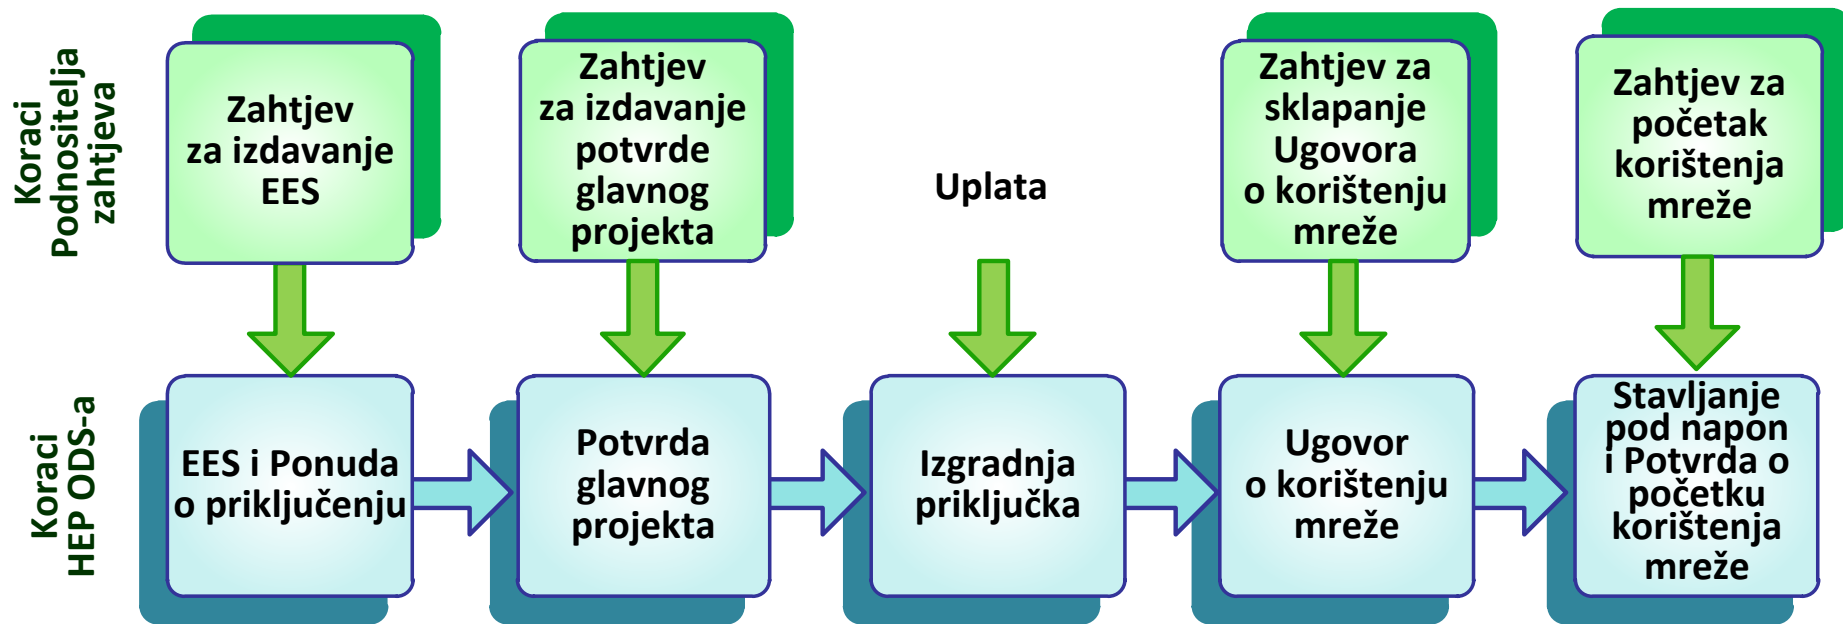 Koraci
Podnositelja
zahtjeva
Zahtjev
za izdavanje
EES
Zahtjev
za izdavanje
potvrde
glavnog
projekta
Uplata
Zahtjev za
sklapanje
Ugovora
o korištenju
mreže
Zahtjev za
početak
korištenja
mreže
Koraci
HEP ODS-a
EES i Ponuda
o priključenju
Potvrda
glavnog
projekta
Izgradnja
priključka
Ugovor
o korištenju
mreže
Stavljanje
pod napon
i Potvrda o
početku
korištenja
mreže